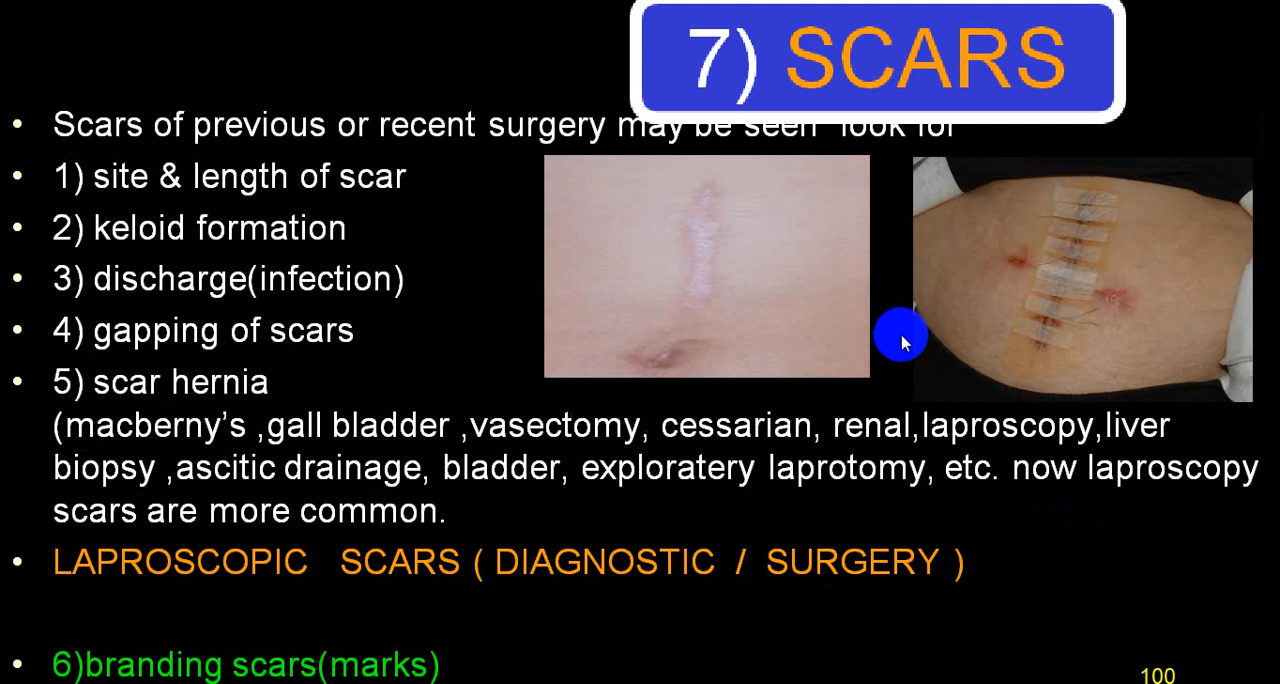 7) SCARS
Scars of previous or recent surgery may be seen look for
1) site & length of scar
2) keloid formation
3) discharge(infection)
4) gapping of scars
5) scar hernia
(macberny’s ,gall bladder ,vasectomy, cessarian, renal,laproscopy,liver
biopsy ,ascitic drainage, bladder, exploratery laprotomy, etc. now laproscopy
scars are more common.
LAPROSCOPIC SCARS ( DIAGNOSTIC / SURGERY )
6)branding scars(marks)
100